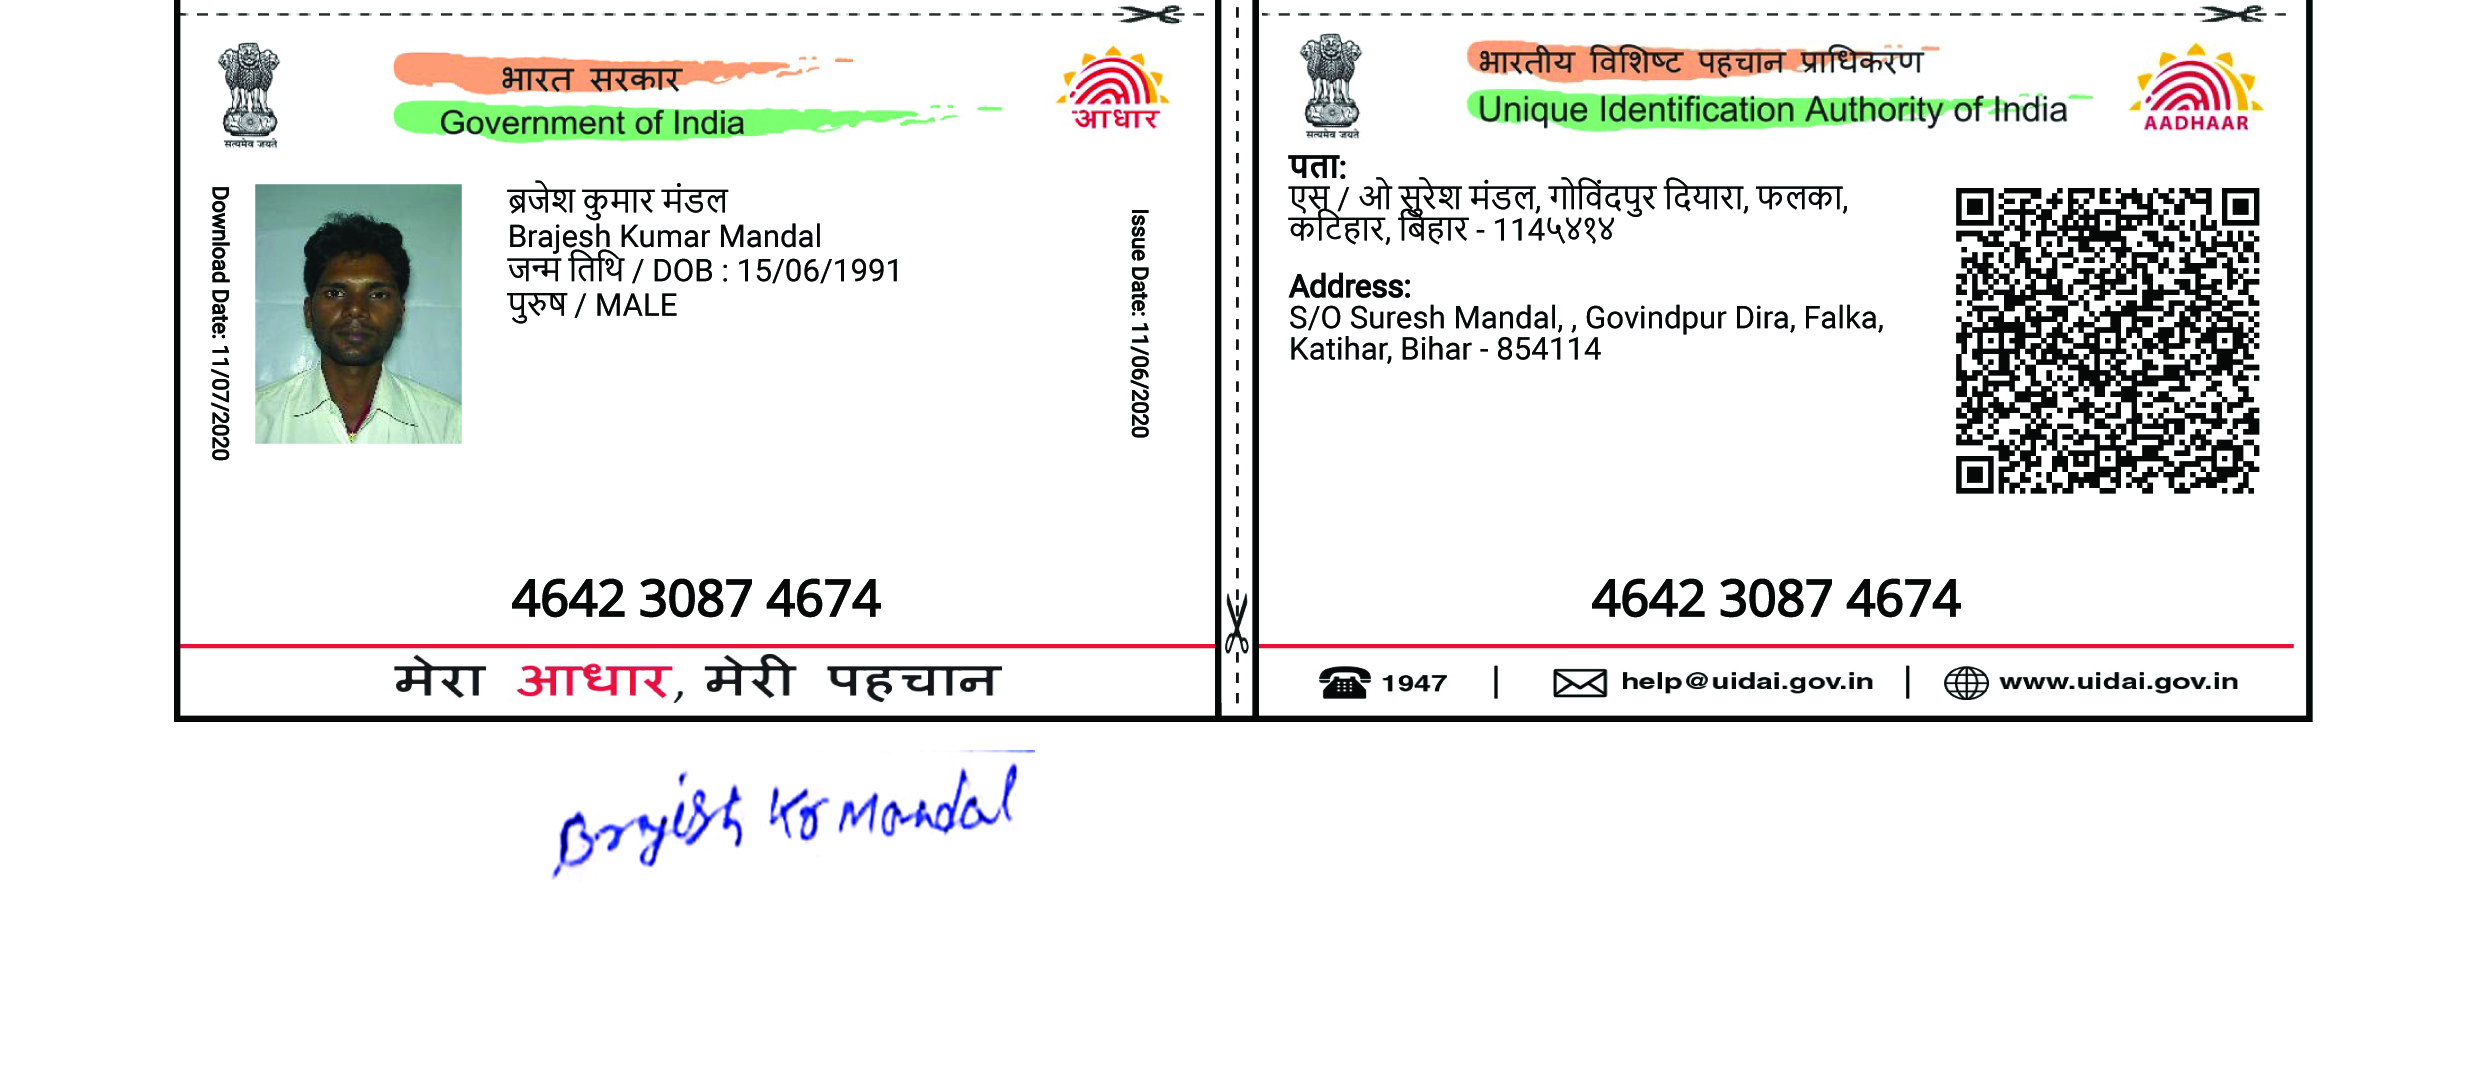 भारत सरकार
Government of India
आधार
सत्यमेव जयते
Download Date: 11/07/2020
ब्रजेश कुमार मंडल
Brajesh Kumar Mandal
जन्म तिथि / DOB : 15/06/1991
पुरुष / MALE
Issue Date: 11/06/2020
4642 3087 4674
मेरा आधार, मेरी पहचान
भारतीय विशिष्ट पहचान प्राधिकरण
Unique Identification Authority of India
AADHAAR
सत्यमेव जयते
पता:
एस / ओ सुरेश मंडल, गोविंदपुर दियारा, फलका,
कटिहार, बिहार - 114५४१४
Address:
S/O Suresh Mandal, , Govindpur Dira, Falka,
Katihar, Bihar - 854114
4642 3087 4674
1947 | help@uidai.gov.in | www.uidai.gov.in
Brajesh Kr Mandal